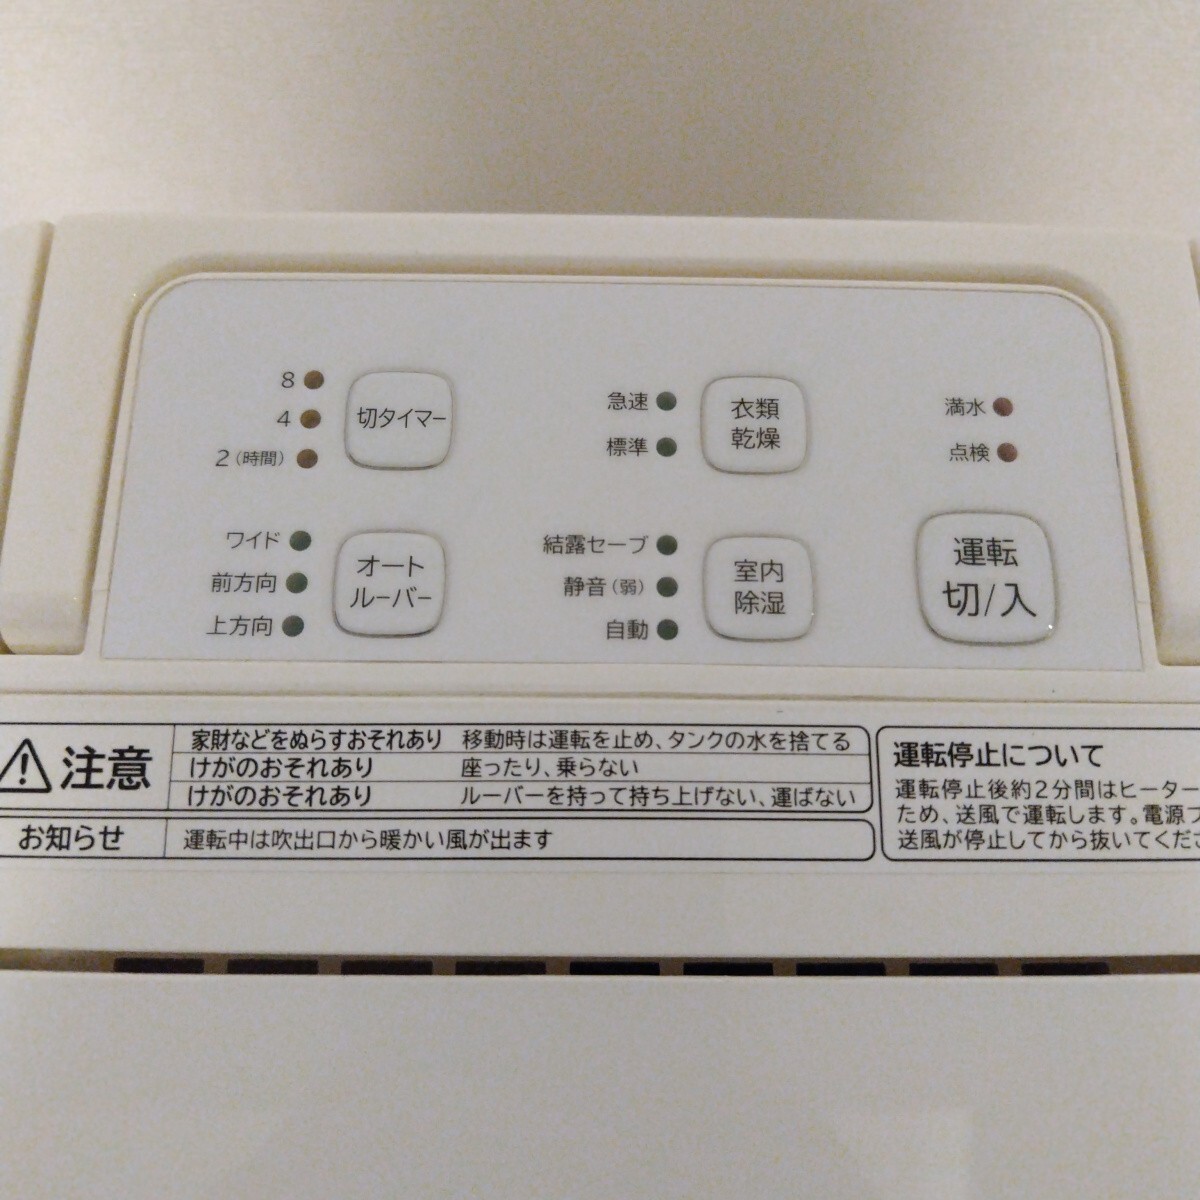 8
4
2(時間)
切タイマー
急速
標準
衣類
乾燥
満水
点検
ワイド
前方向
上方向
オート
ルーバー
結露セーブ
静音(弱)
自動
室内
除湿
運転
切/入
注意
家財などをぬらすおそれあり 移動時は運転を止め、タンクの水を捨てる
けがのおそれあり 座ったり、乗らない
けがのおそれあり ルーバーを持って持ち上げない、運ばない
お知らせ 運転中は吹出口から暖かい風が出ます
運転停止について
運転停止後約2分間はヒーター
ため、送風で運転します。電源プ
送風が停止してから抜いてくださ